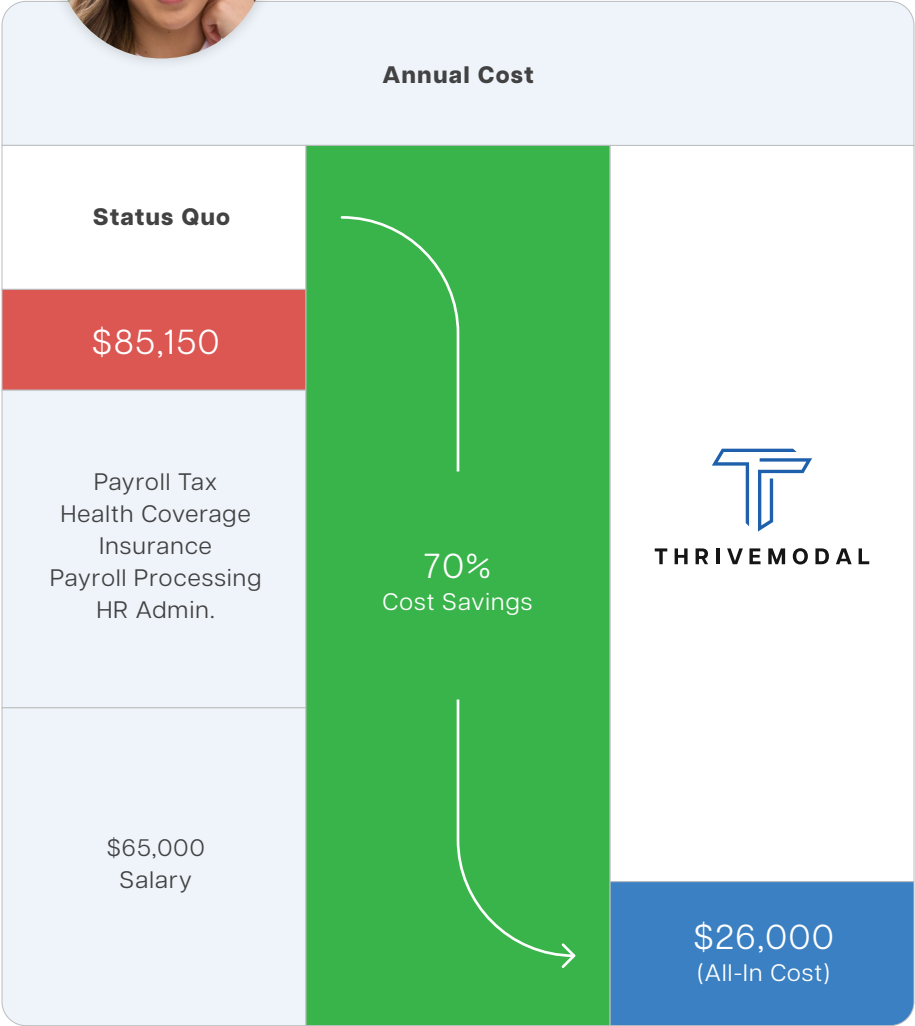 Annual Cost
Status Quo
$85,150
Payroll Tax
Health Coverage
Insurance
Payroll Processing
HR Admin.
$65,000
Salary
70%
Cost Savings
THRIVEMODAL
$26,000
(All-In Cost)